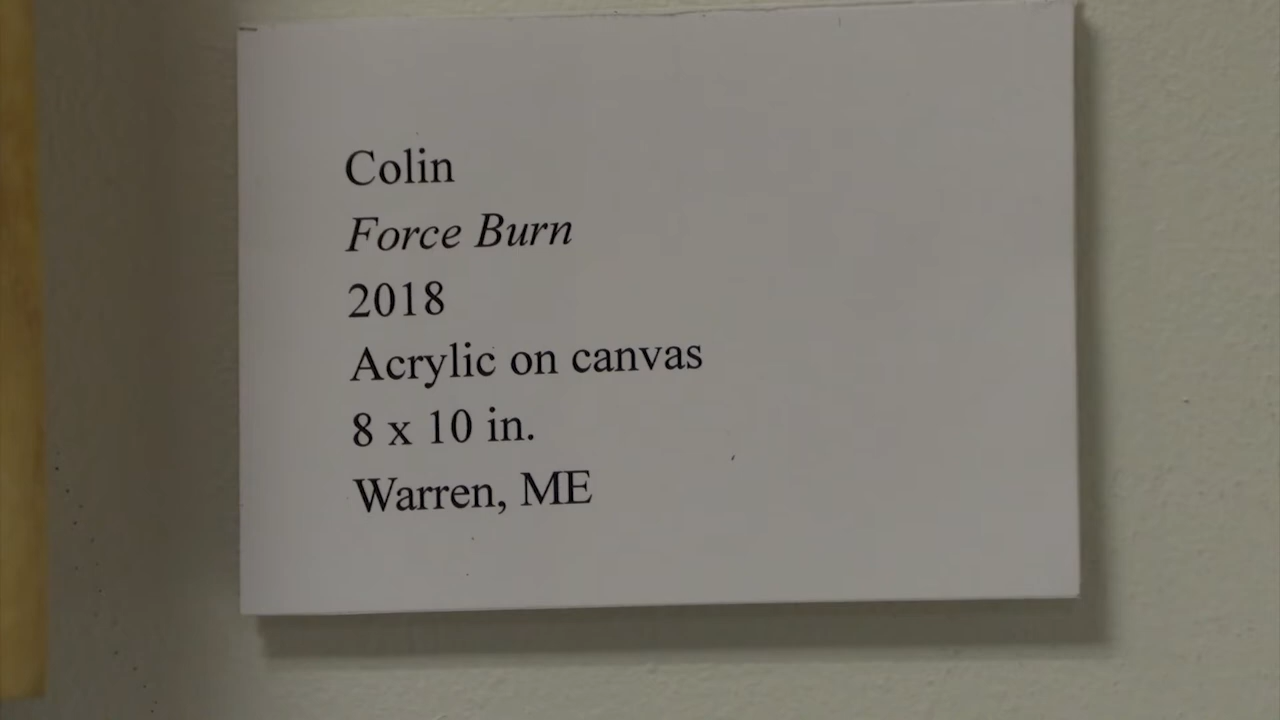 Colin
Force Burn
2018
Acrylic on canvas
8 x 10 in.
Warren, ME